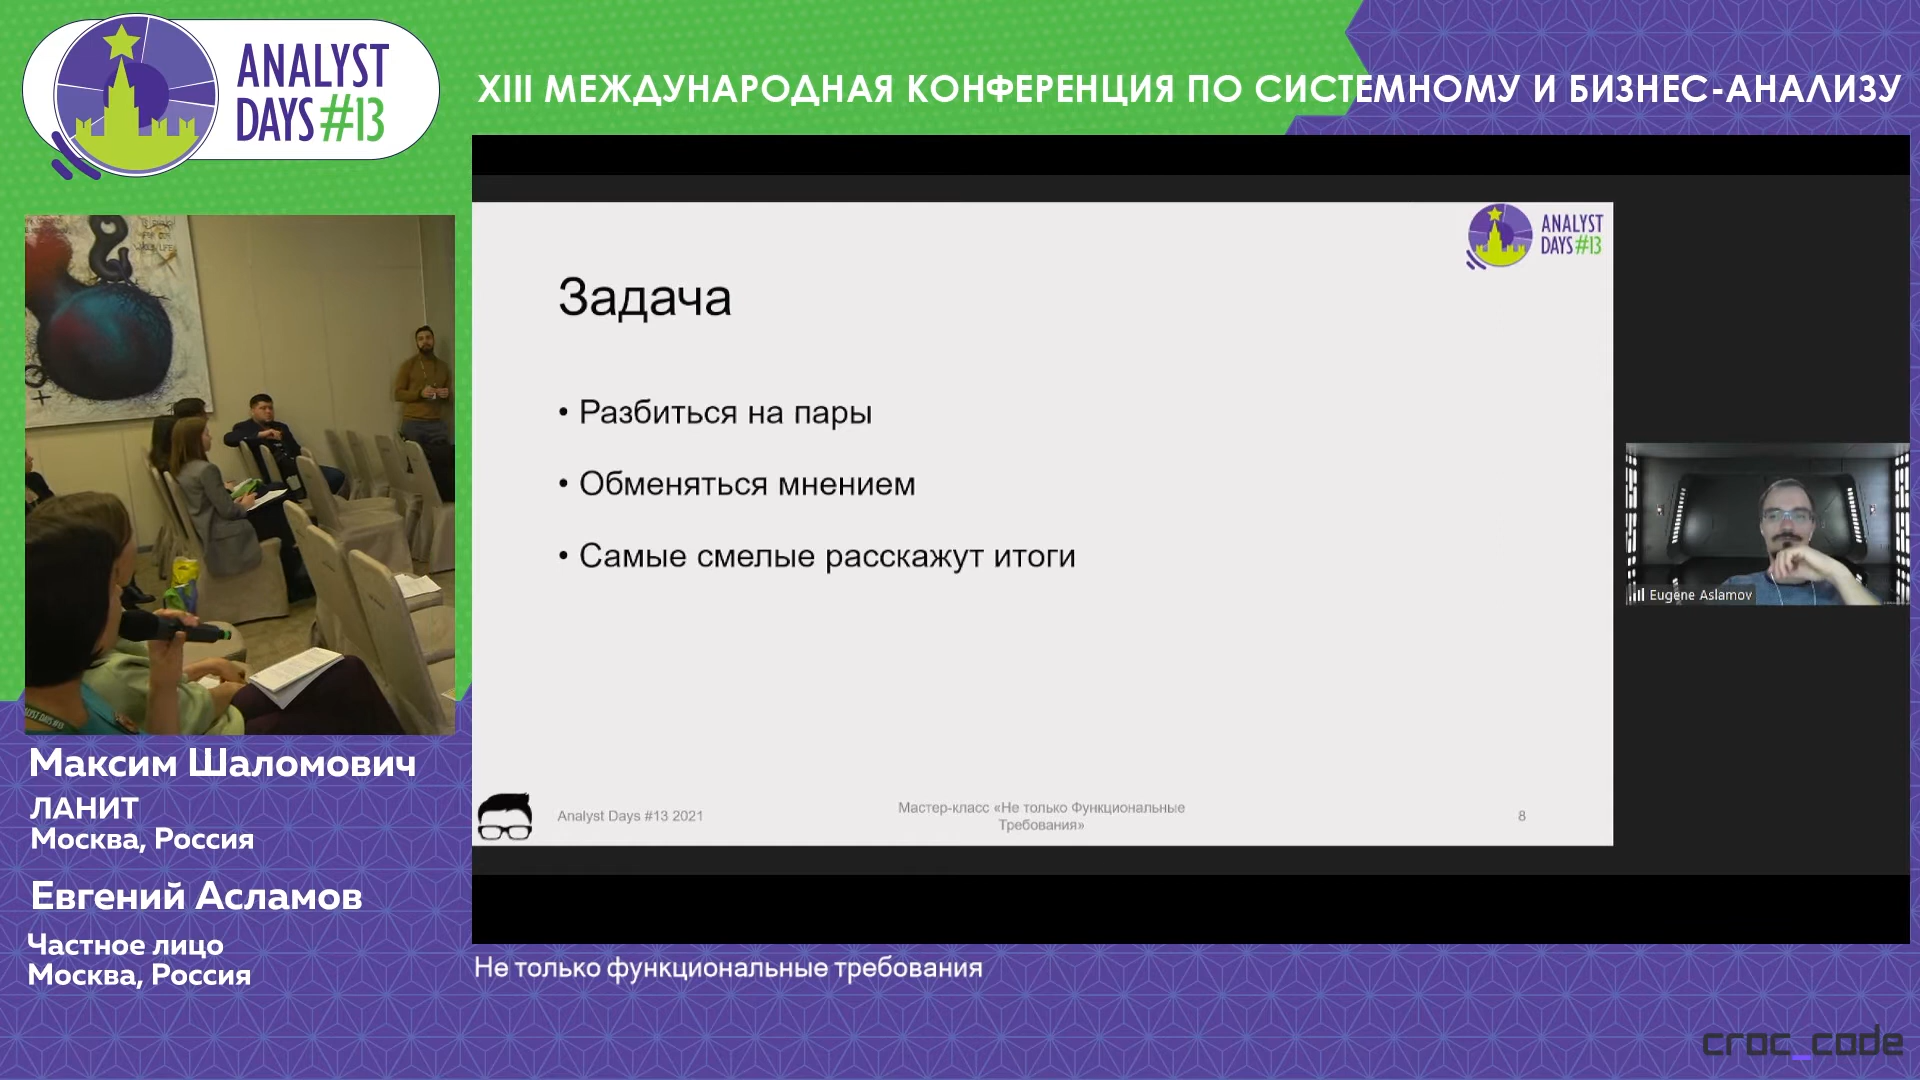 ANALYST
DAYS #13
XIII МЕЖДУНАРОДНАЯ КОНФЕРЕНЦИЯ ПО СИСТЕМНОМУ И БИЗНЕС-АНАЛИЗУ
ANALYST
DAYS #13
Задача
• Разбиться на пары
• Обменяться мнением
• Самые смелые расскажут итоги
Eugene Aslamov
Analyst Days #13 2021
Мастер-класс «Не только Функциональные
Требования»
8
Максим Шаломович
ЛАНИТ
Москва, Россия
Евгений Асламов
Частное лицо
Москва, Россия
Не только функциональные требования
croc_code